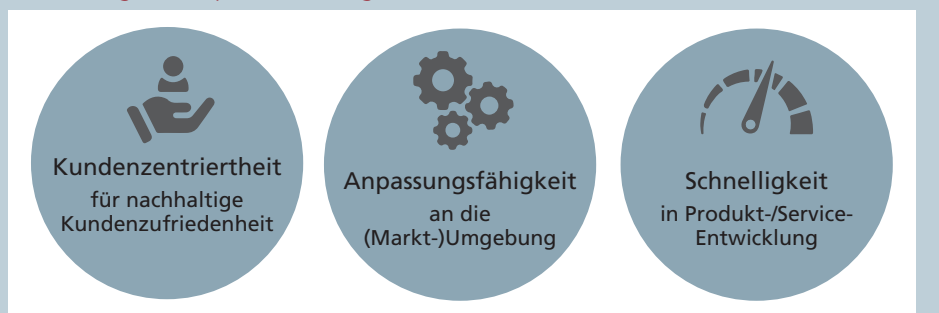 Kundenzentriertheit
für nachhaltige
Kundenzufriedenheit
Anpassungsfähigkeit
an die
(Markt-)Umgebung
Schnelligkeit
in Produkt-/Service-
Entwicklung